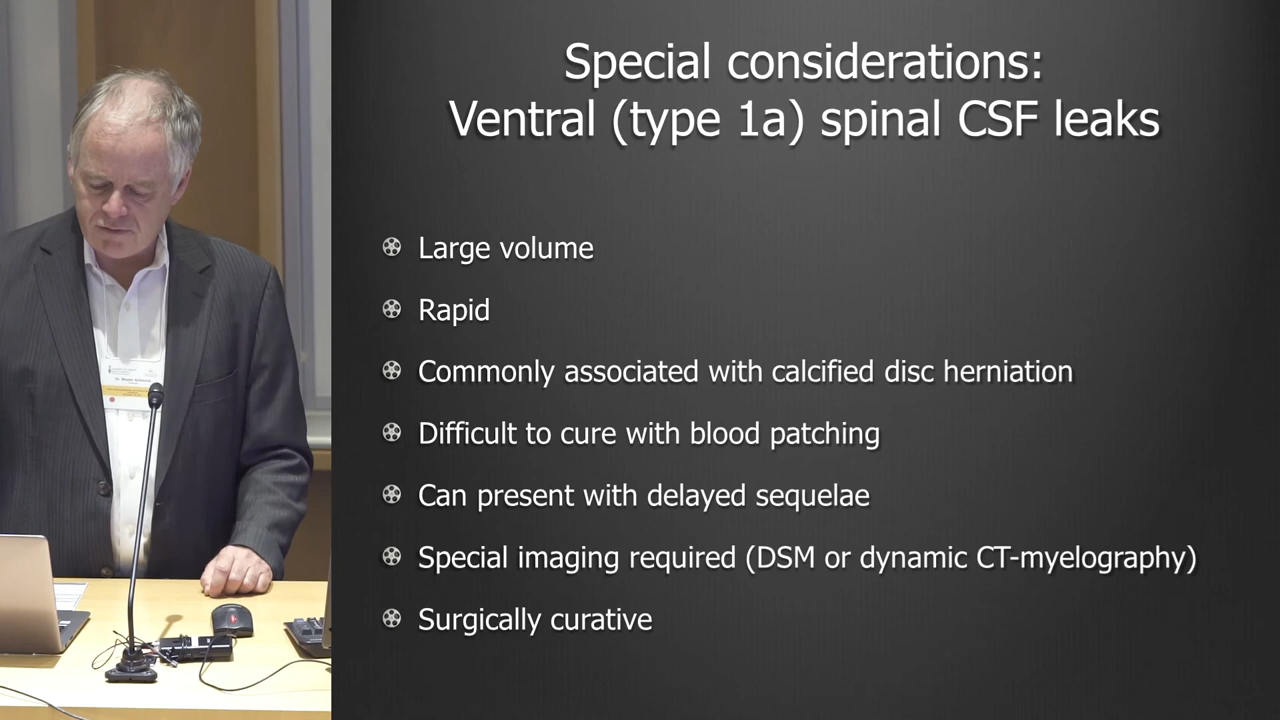 Special considerations:
Ventral (type 1a) spinal CSF leaks
Large volume
Rapid
Commonly associated with calcified disc herniation
Difficult to cure with blood patching
Can present with delayed sequelae
Special imaging required (DSM or dynamic CT-myelography)
Surgically curative